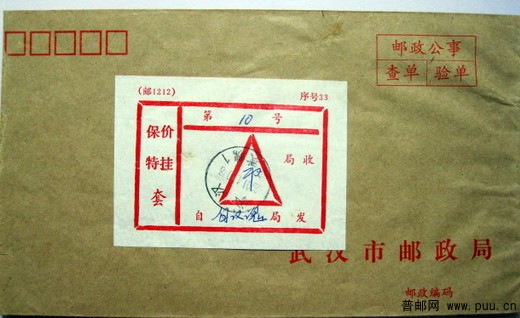 邮政公事
查单 验单
(邮1212) 序号33
第 10 号
保价
特挂
套
局收
自 局发
武汉市邮政局
邮政编码
普邮网 www.puu.cn